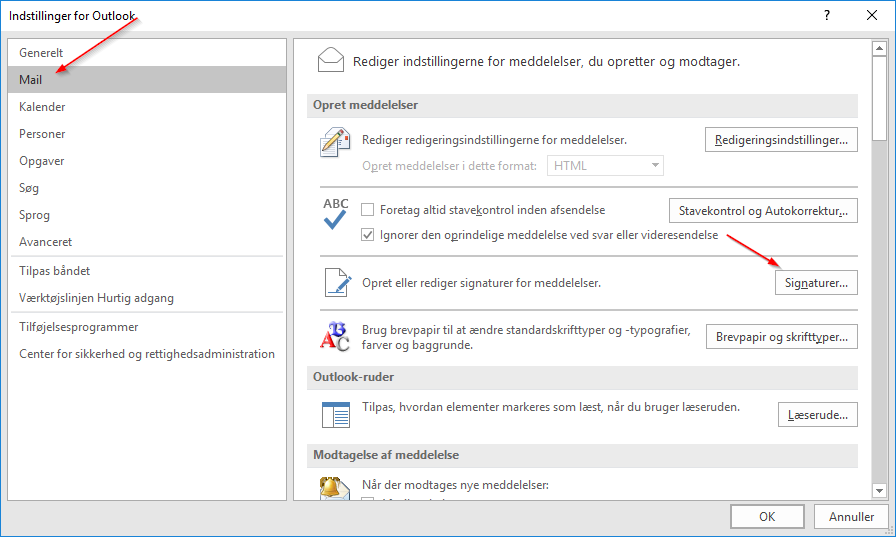 Indstillinger for Outlook
?
Generelt
Mail
Kalender
Personer
Opgaver
Søg
Sprog
Avanceret
Tilpas båndet
Værktøjslinjen Hurtig adgang
Tilføjelsesprogrammer
Center for sikkerhed og rettighedsadministration
Rediger indstillingerne for meddelelser, du opretter og modtager.
Opret meddelelser
Rediger redigeringsindstillingerne for meddelelser.
Redigeringsindstillinger...
Opret meddelelser i dette format:
HTML
ABC
Foretag altid stavekontrol inden afsendelse
Stavekontrol og Autokorrektur...
Ignorer den oprindelige meddelelse ved svar eller videresendelse
Opret eller rediger signaturer for meddelelser.
Signaturer...
A B C
Brug brevpapir til at ændre standardskrifttyper og -typografier,
farver og baggrunde.
Brevpapir og skrifttyper...
Outlook-ruder
Tilpas, hvordan elementer markeres som læst, når du bruger læseruden.
Læserude...
Modtagelse af meddelelse
Når der modtages nye meddelelser:
OK
Annuller